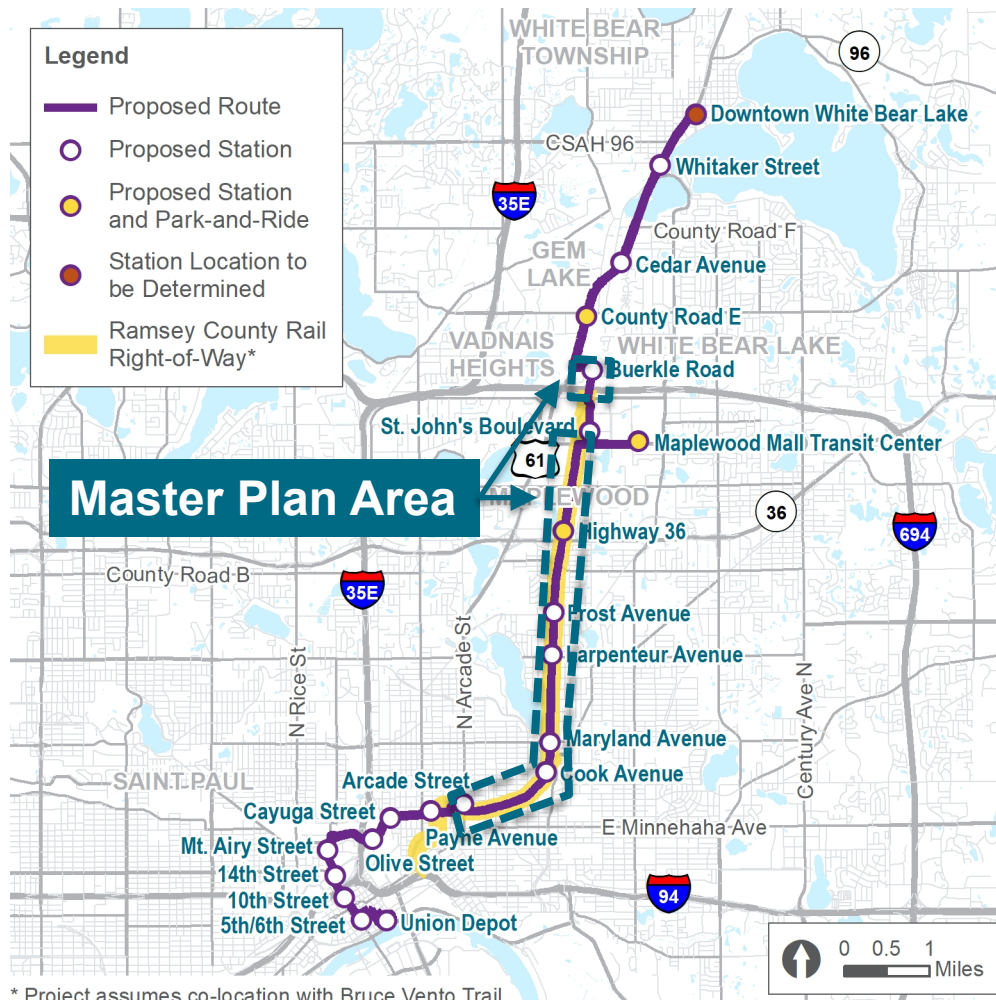 Legend
Proposed Route
Proposed Station
Proposed Station
and Park-and-Ride
Station Location to
be Determined
Ramsey County Rail
Right-of-Way*
WHITE BEAR
TOWNSHIP
96
Downtown White Bear Lake
CSAH 96
Whitaker Street
35E
County Road F
GEM
LAKE
Cedar Avenue
County Road E
VADNAIS
HEIGHTS
WHITE BEAR LAKE
Buerkle Road
St. John's Boulevard
Maplewood Mall Transit Center
61
Master Plan Area
MAPLEWOOD
36
Highway 36
694
County Road B
35E
Frost Avenue
Larpenteur Avenue
N Rice St
N Arcade St
Century Ave N
Maryland Avenue
Cook Avenue
SAINT PAUL
Arcade Street
Cayuga Street
Payne Avenue
E Minnehaha Ave
Mt. Airy Street
Olive Street
14th Street
10th Street
94
5th/6th Street
Union Depot
0 0.5 1
Miles
* Project assumes co-location with Bruce Vento Trail